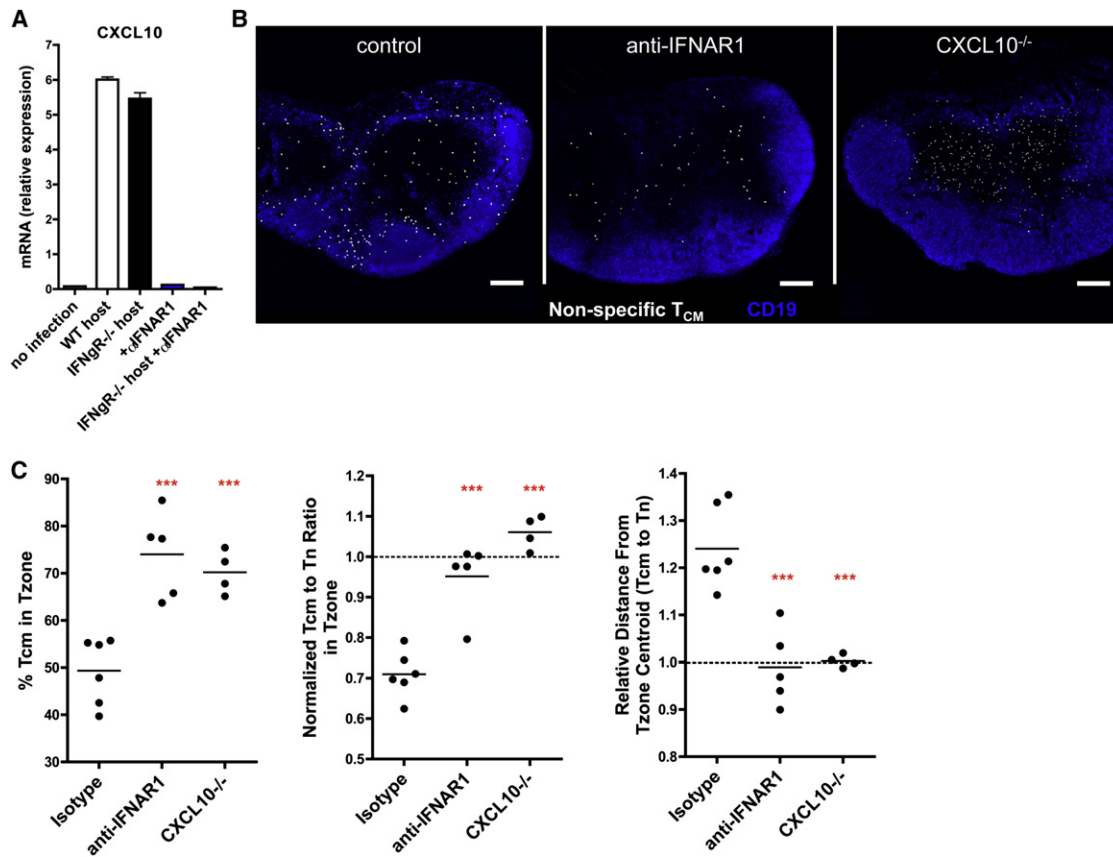 A
CXCL10
mRNA (relative expression)
7
6
5
4
3
2
1
0
no infection
WT host
IFNgR-/- host
+αIFNAR1
IFNgR-/- host +αIFNAR1
B
control
anti-IFNAR1
CXCL10-/-
Non-specific TCM
CD19
C
% Tcm in Tzone
90
80
70
60
50
40
30
*** ***
Isotype
anti-IFNAR1
CXCL10-/-
Normalized Tcm to Tn Ratio
in Tzone
1.2
1.1
1.0
0.9
0.8
0.7
0.6
0.5
*** ***
Isotype
anti-IFNAR1
CXCL10-/-
Relative Distance From
Tzone Centroid (Tcm to Tn)
1.4
1.3
1.2
1.1
1.0
0.9
0.8
*** ***
Isotype
anti-IFNAR1
CXCL10-/-